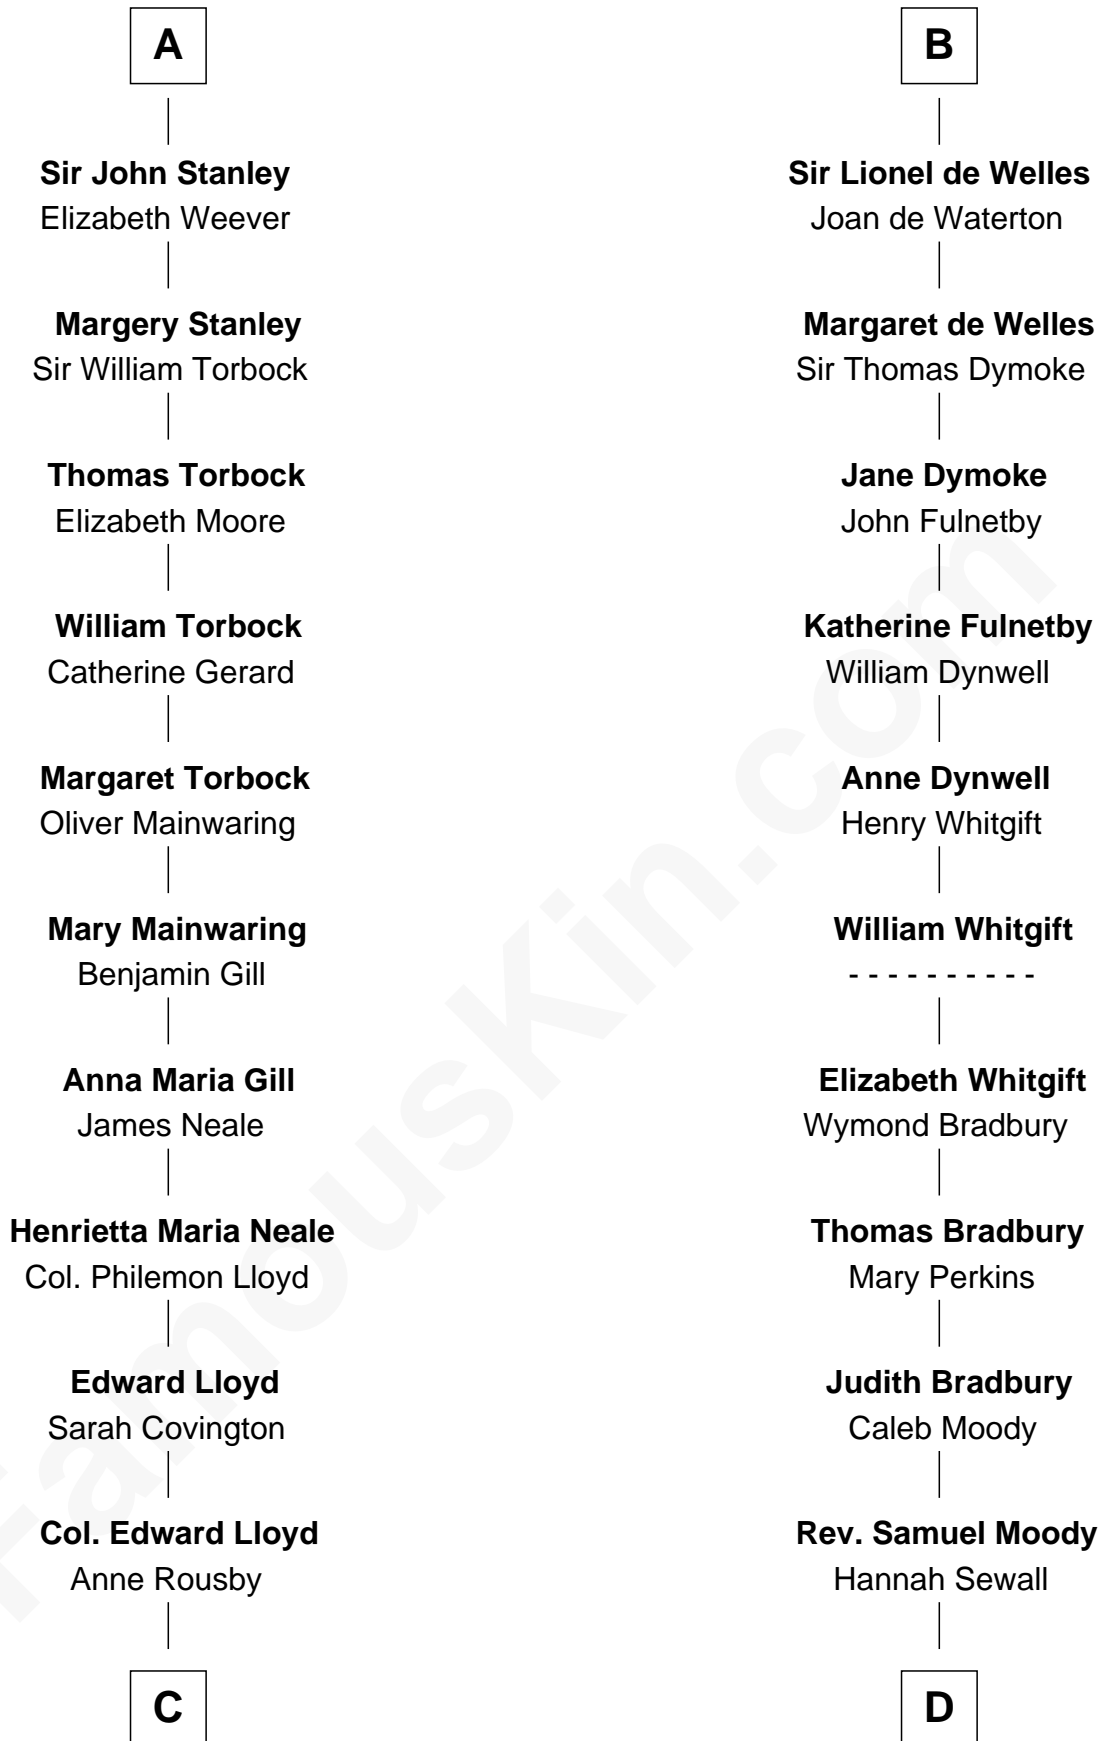 A
Sir John Stanley
Elizabeth Weever
Margery Stanley
Sir William Torbock
Thomas Torbock
Elizabeth Moore
William Torbock
Catherine Gerard
Margaret Torbock
Oliver Mainwaring
Mary Mainwaring
Benjamin Gill
Anna Maria Gill
James Neale
Henrietta Maria Neale
Col. Philemon Lloyd
Edward Lloyd
Sarah Covington
Col. Edward Lloyd
Anne Rousby
C
B
Sir Lionel de Welles
Joan de Waterton
Margaret de Welles
Sir Thomas Dymoke
Jane Dymoke
John Fulnetby
Katherine Fulnetby
William Dynwell
Anne Dynwell
Henry Whitgift
William Whitgift
- - - - - - - - - -
Elizabeth Whitgift
Wymond Bradbury
Thomas Bradbury
Mary Perkins
Judith Bradbury
Caleb Moody
Rev. Samuel Moody
Hannah Sewall
D
FamousKin.com